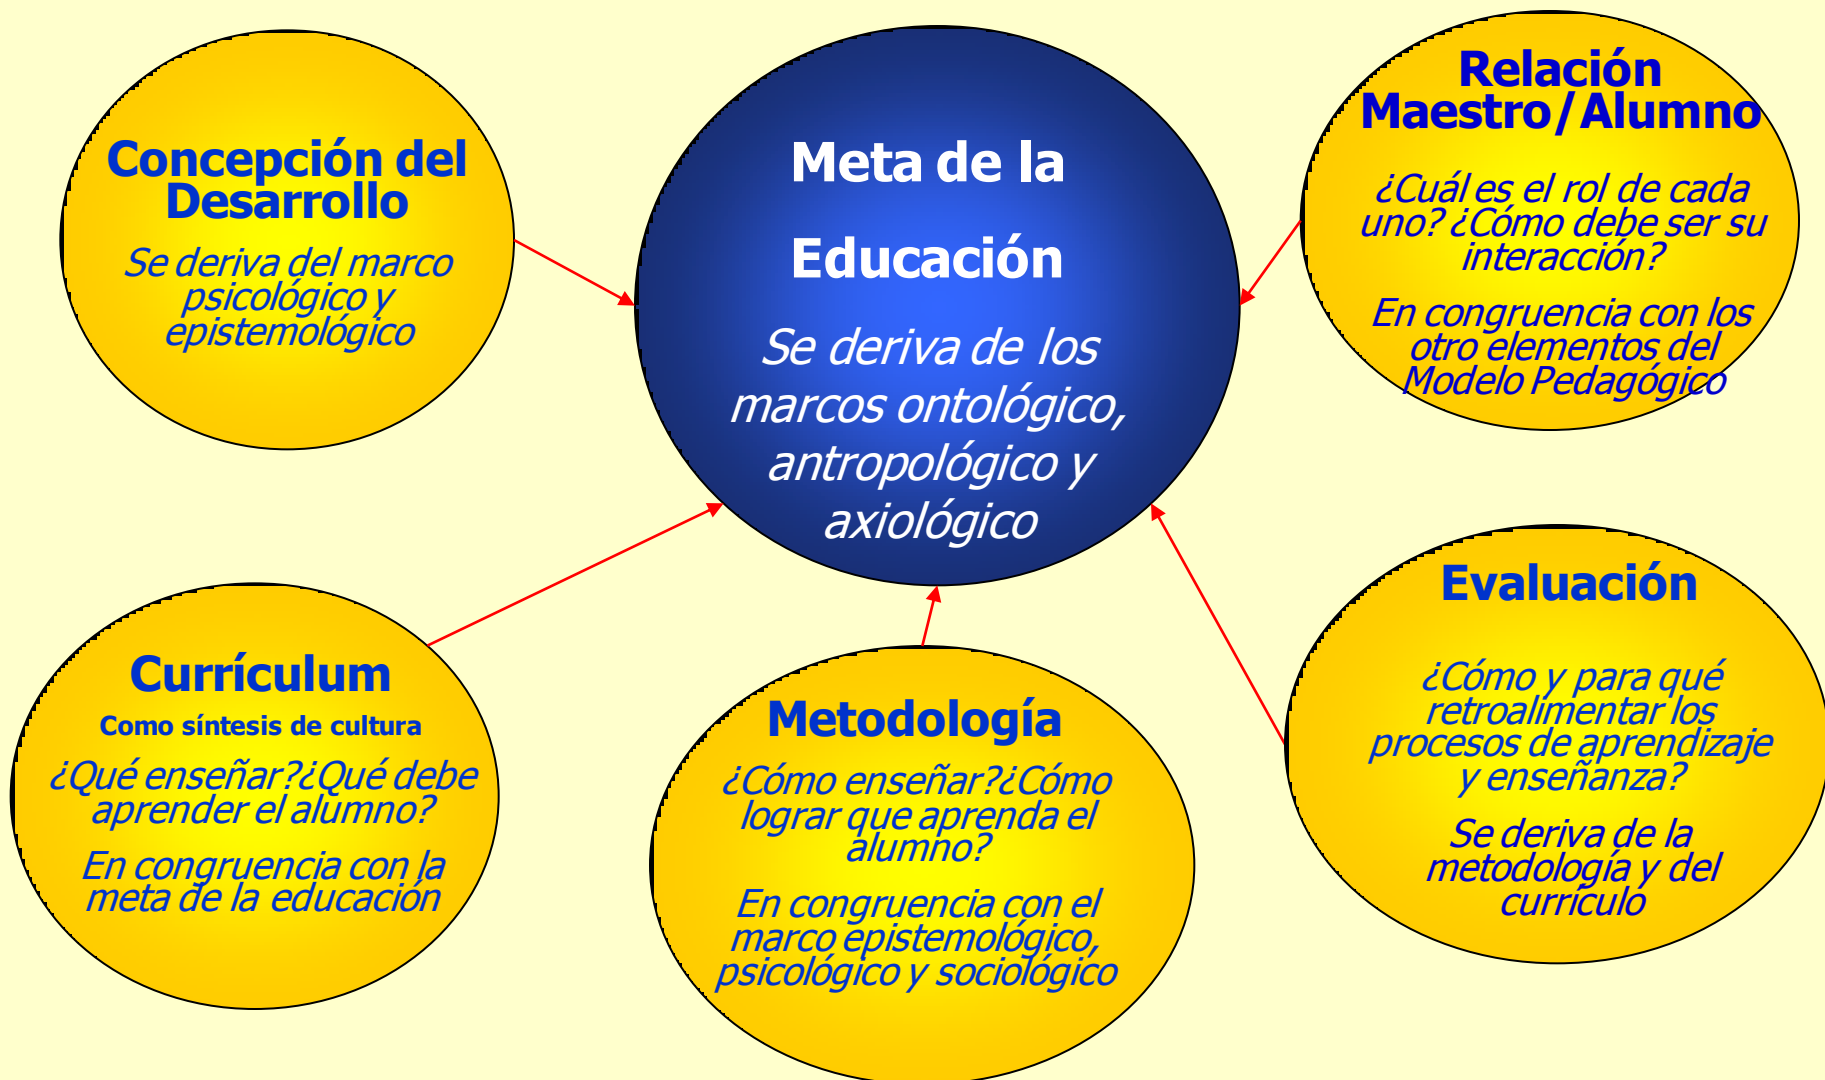 Concepción del
Desarrollo
Se deriva del marco
psicológico y
epistemológico
Meta de la
Educación
Se deriva de los
marcos ontológico,
antropológico y
axiológico
Relación
Maestro/Alumno
¿Cuál es el rol de cada
uno? ¿Cómo debe ser su
interacción?
En congruencia con los
otro elementos del
Modelo Pedagógico
Currículum
Como síntesis de cultura
¿Qué enseñar?¿Qué debe
aprender el alumno?
En congruencia con la
meta de la educación
Metodología
¿Cómo enseñar?¿Cómo
lograr que aprenda el
alumno?
En congruencia con el
marco epistemológico,
psicológico y sociológico
Evaluación
¿Cómo y para qué
retroalimentar los
procesos de aprendizaje
y enseñanza?
Se deriva de la
metodología y del
currículo